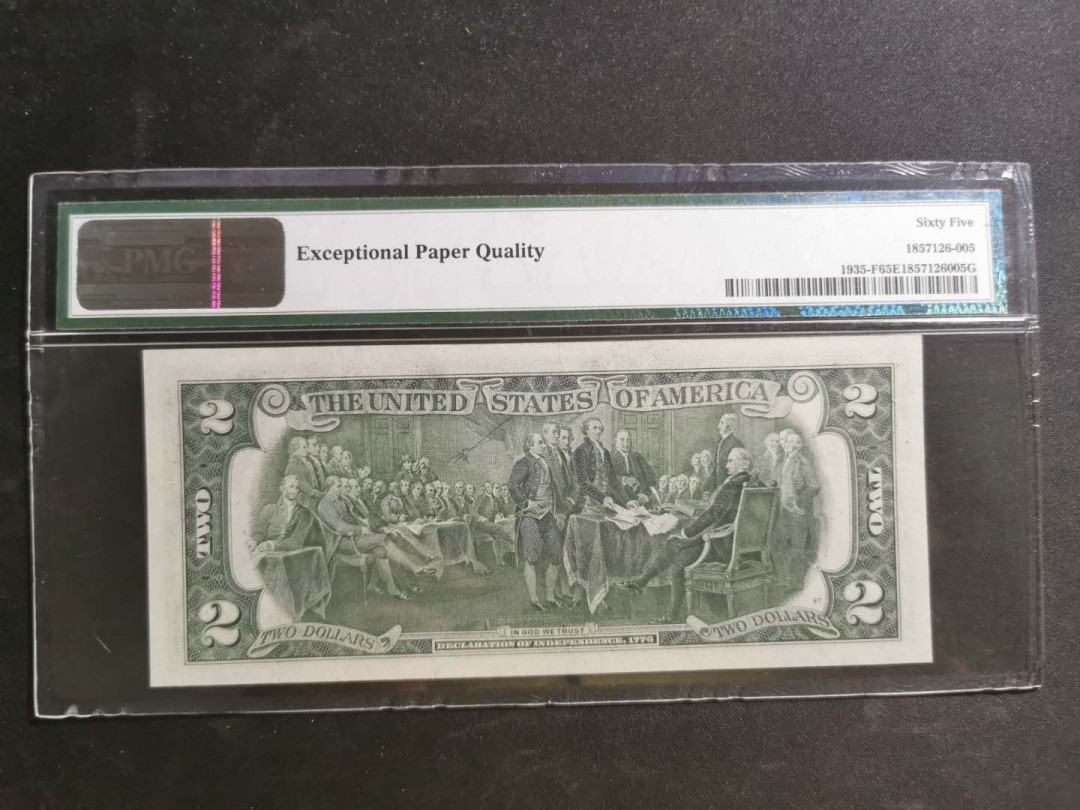 Sixty Five
PMG
Exceptional Paper Quality
1857126-005
1935-F65E1857126005G
2 THE UNITED STATES OF AMERICA 2
TWO TWO
2 TWO DOLLARS IN GOD WE TRUST TWO DOLLARS 2
DECLARATION OF INDEPENDENCE, 1776